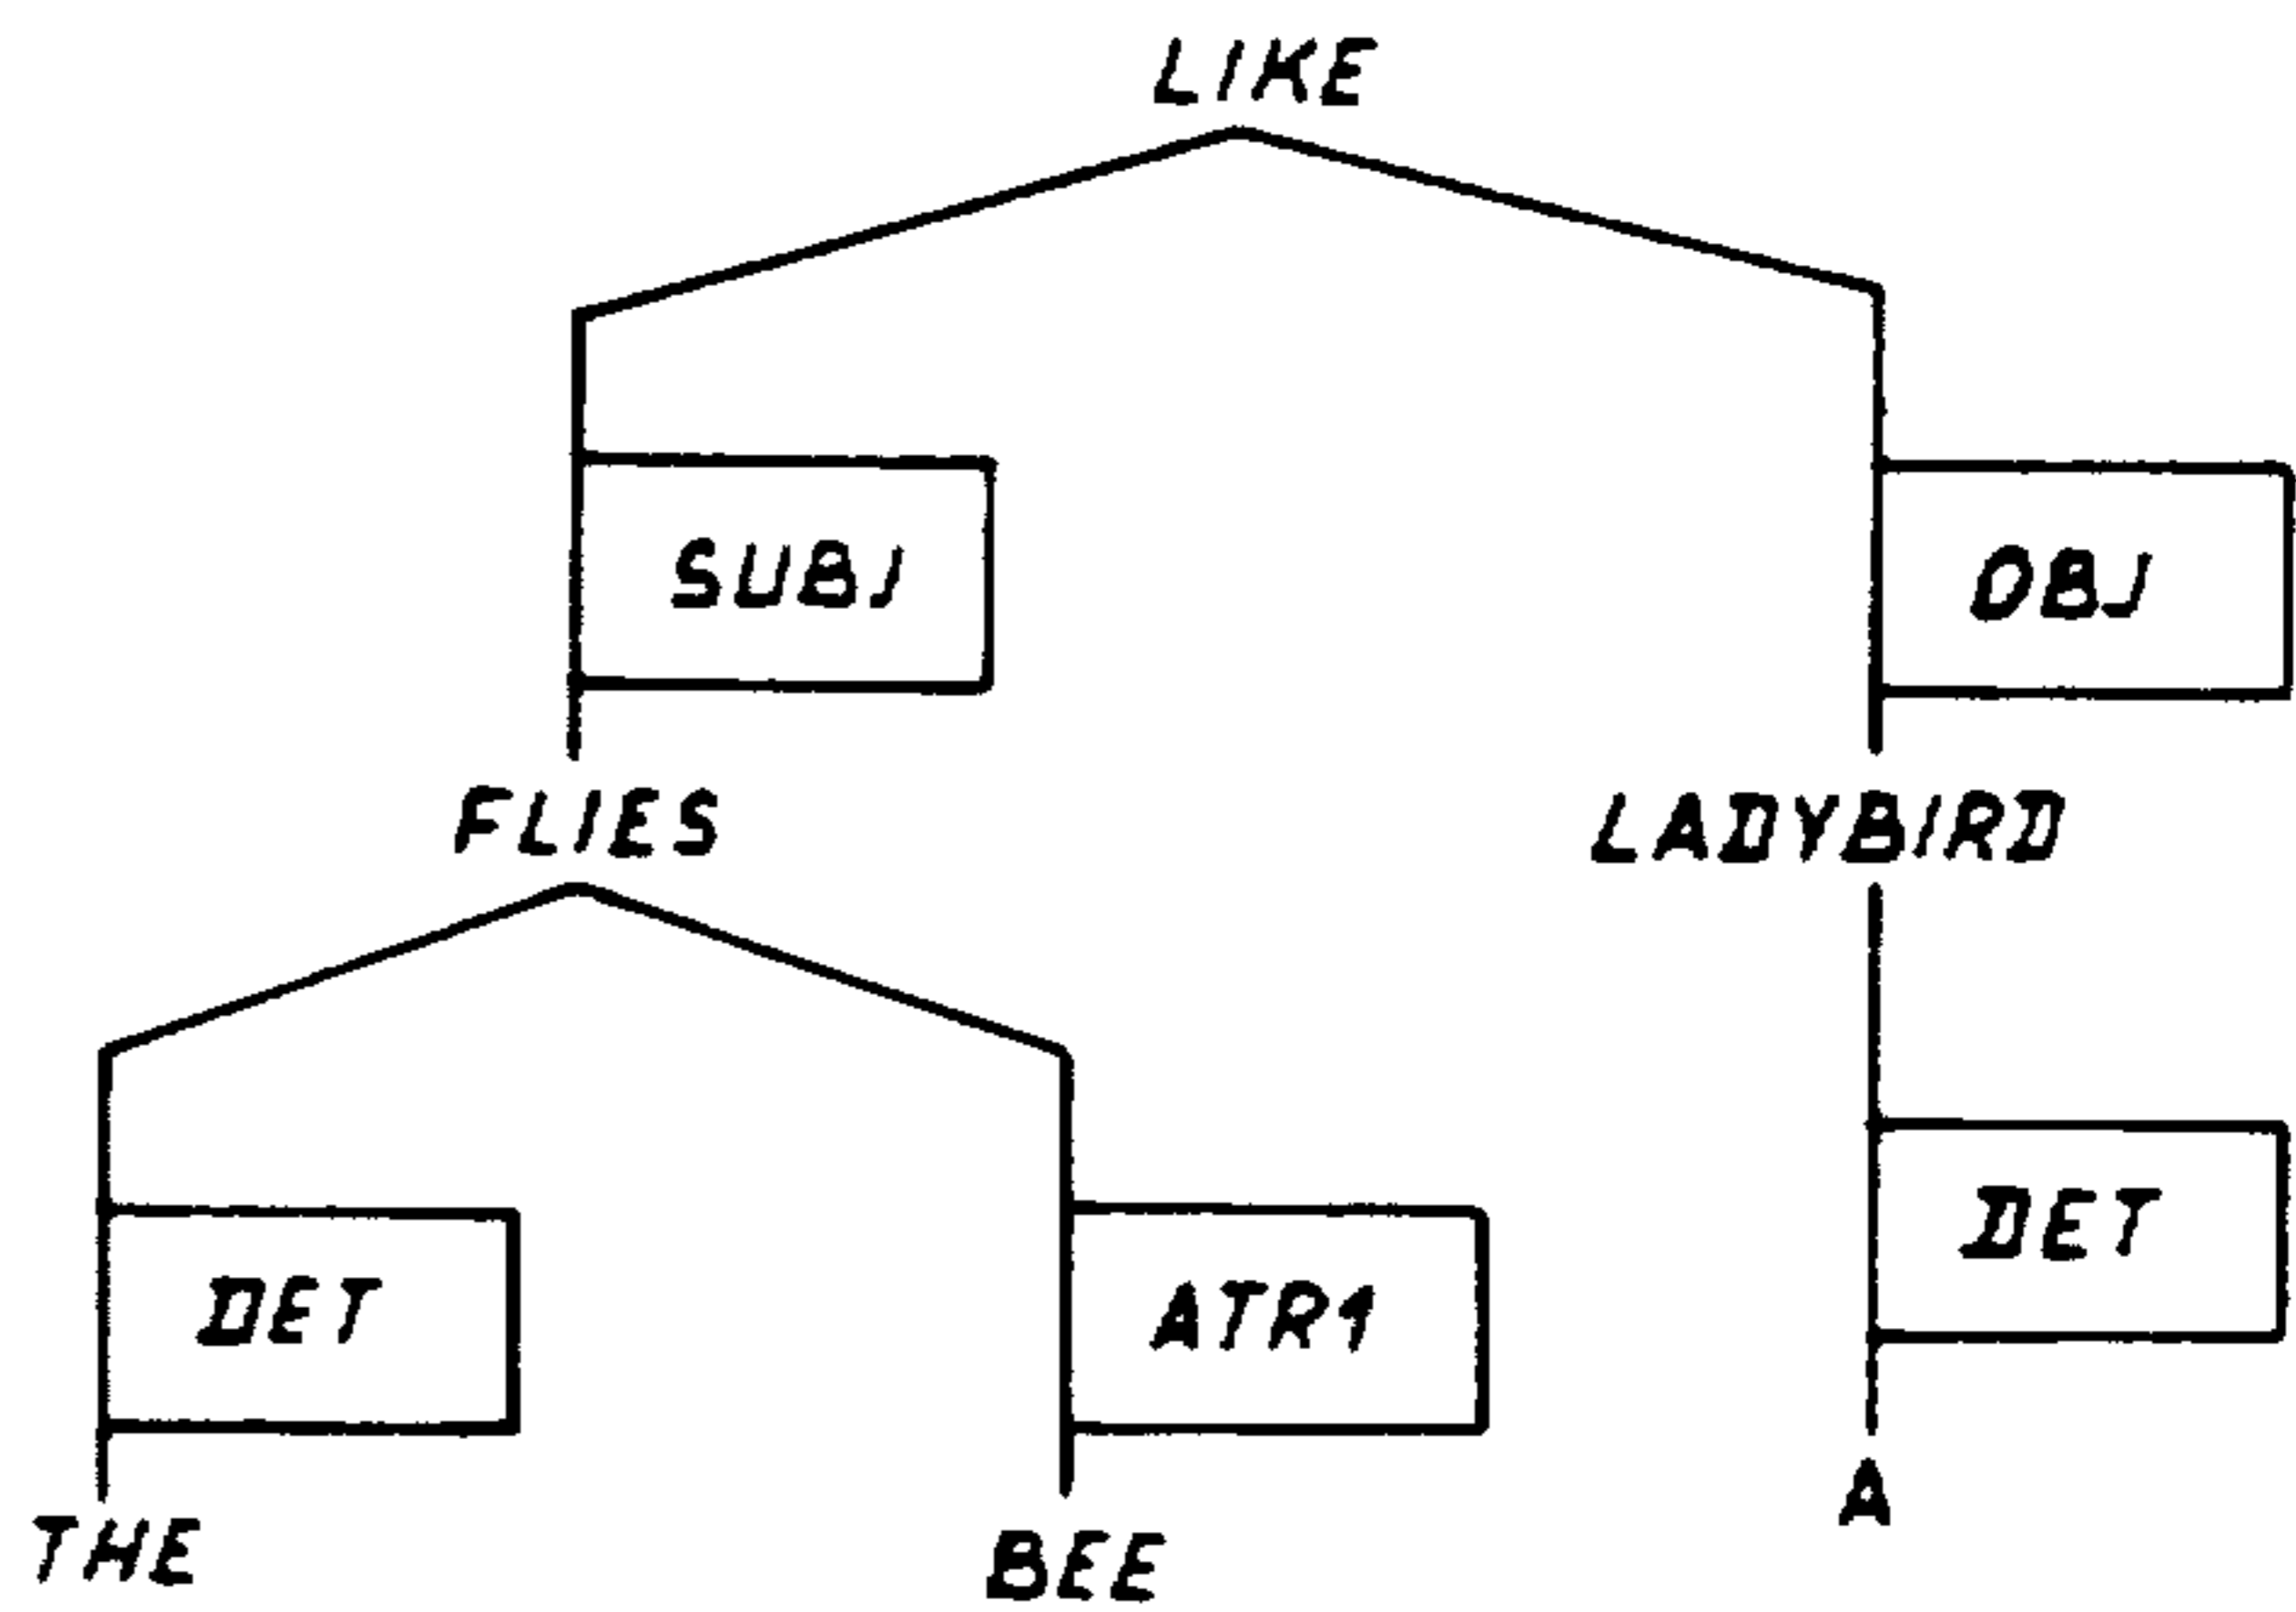 LIKE
SUBJ
OBJ
FLIES
LADYBIRD
DET
ATR1
DET
THE
BEE
A